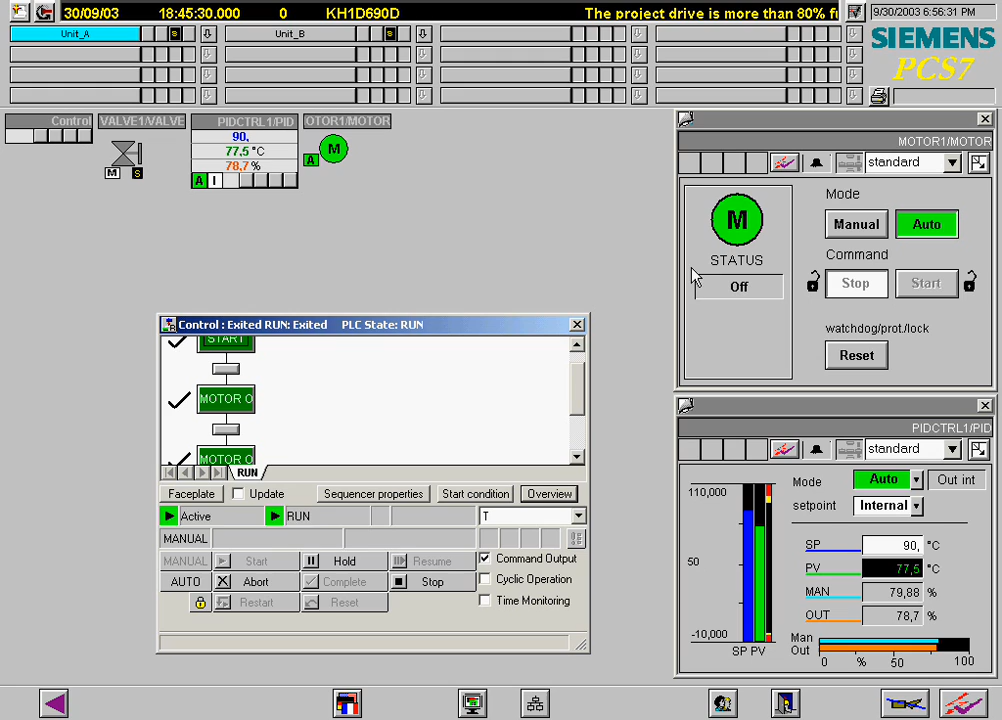 30/09/03 18:45:30.000 0 KH1D690D The project drive is more than 80% fu
9/30/2003 6:56:31 PM
Unit_A S Unit_B S
SIEMENS
PCS7
Control VALVE1/VALVE PIDCTRL1/PID OTOR1/MOTOR
90,
77,5 °C
78,7 %
M S
A I
A M
MOTOR1/MOTOR
standard
M
STATUS
Off
Mode
Manual Auto
Command
Stop Start
watchdog/prot./lock
Reset
Control : Exited RUN: Exited PLC State: RUN
START
MOTOR O
MOTOR O
RUN
Faceplate Update Sequencer properties Start condition Overview
Active RUN T
MANUAL
MANUAL Start Hold Resume Command Output
AUTO Abort Complete Stop Cyclic Operation
Restart Reset Time Monitoring
PIDCTRL1/PID
standard
110,000
50
-10,000
SP PV
Mode Auto Out int
setpoint Internal
SP 90, °C
PV 77,5 °C
MAN 79,88 %
OUT 78,7 %
Man
Out
0 % 50 100